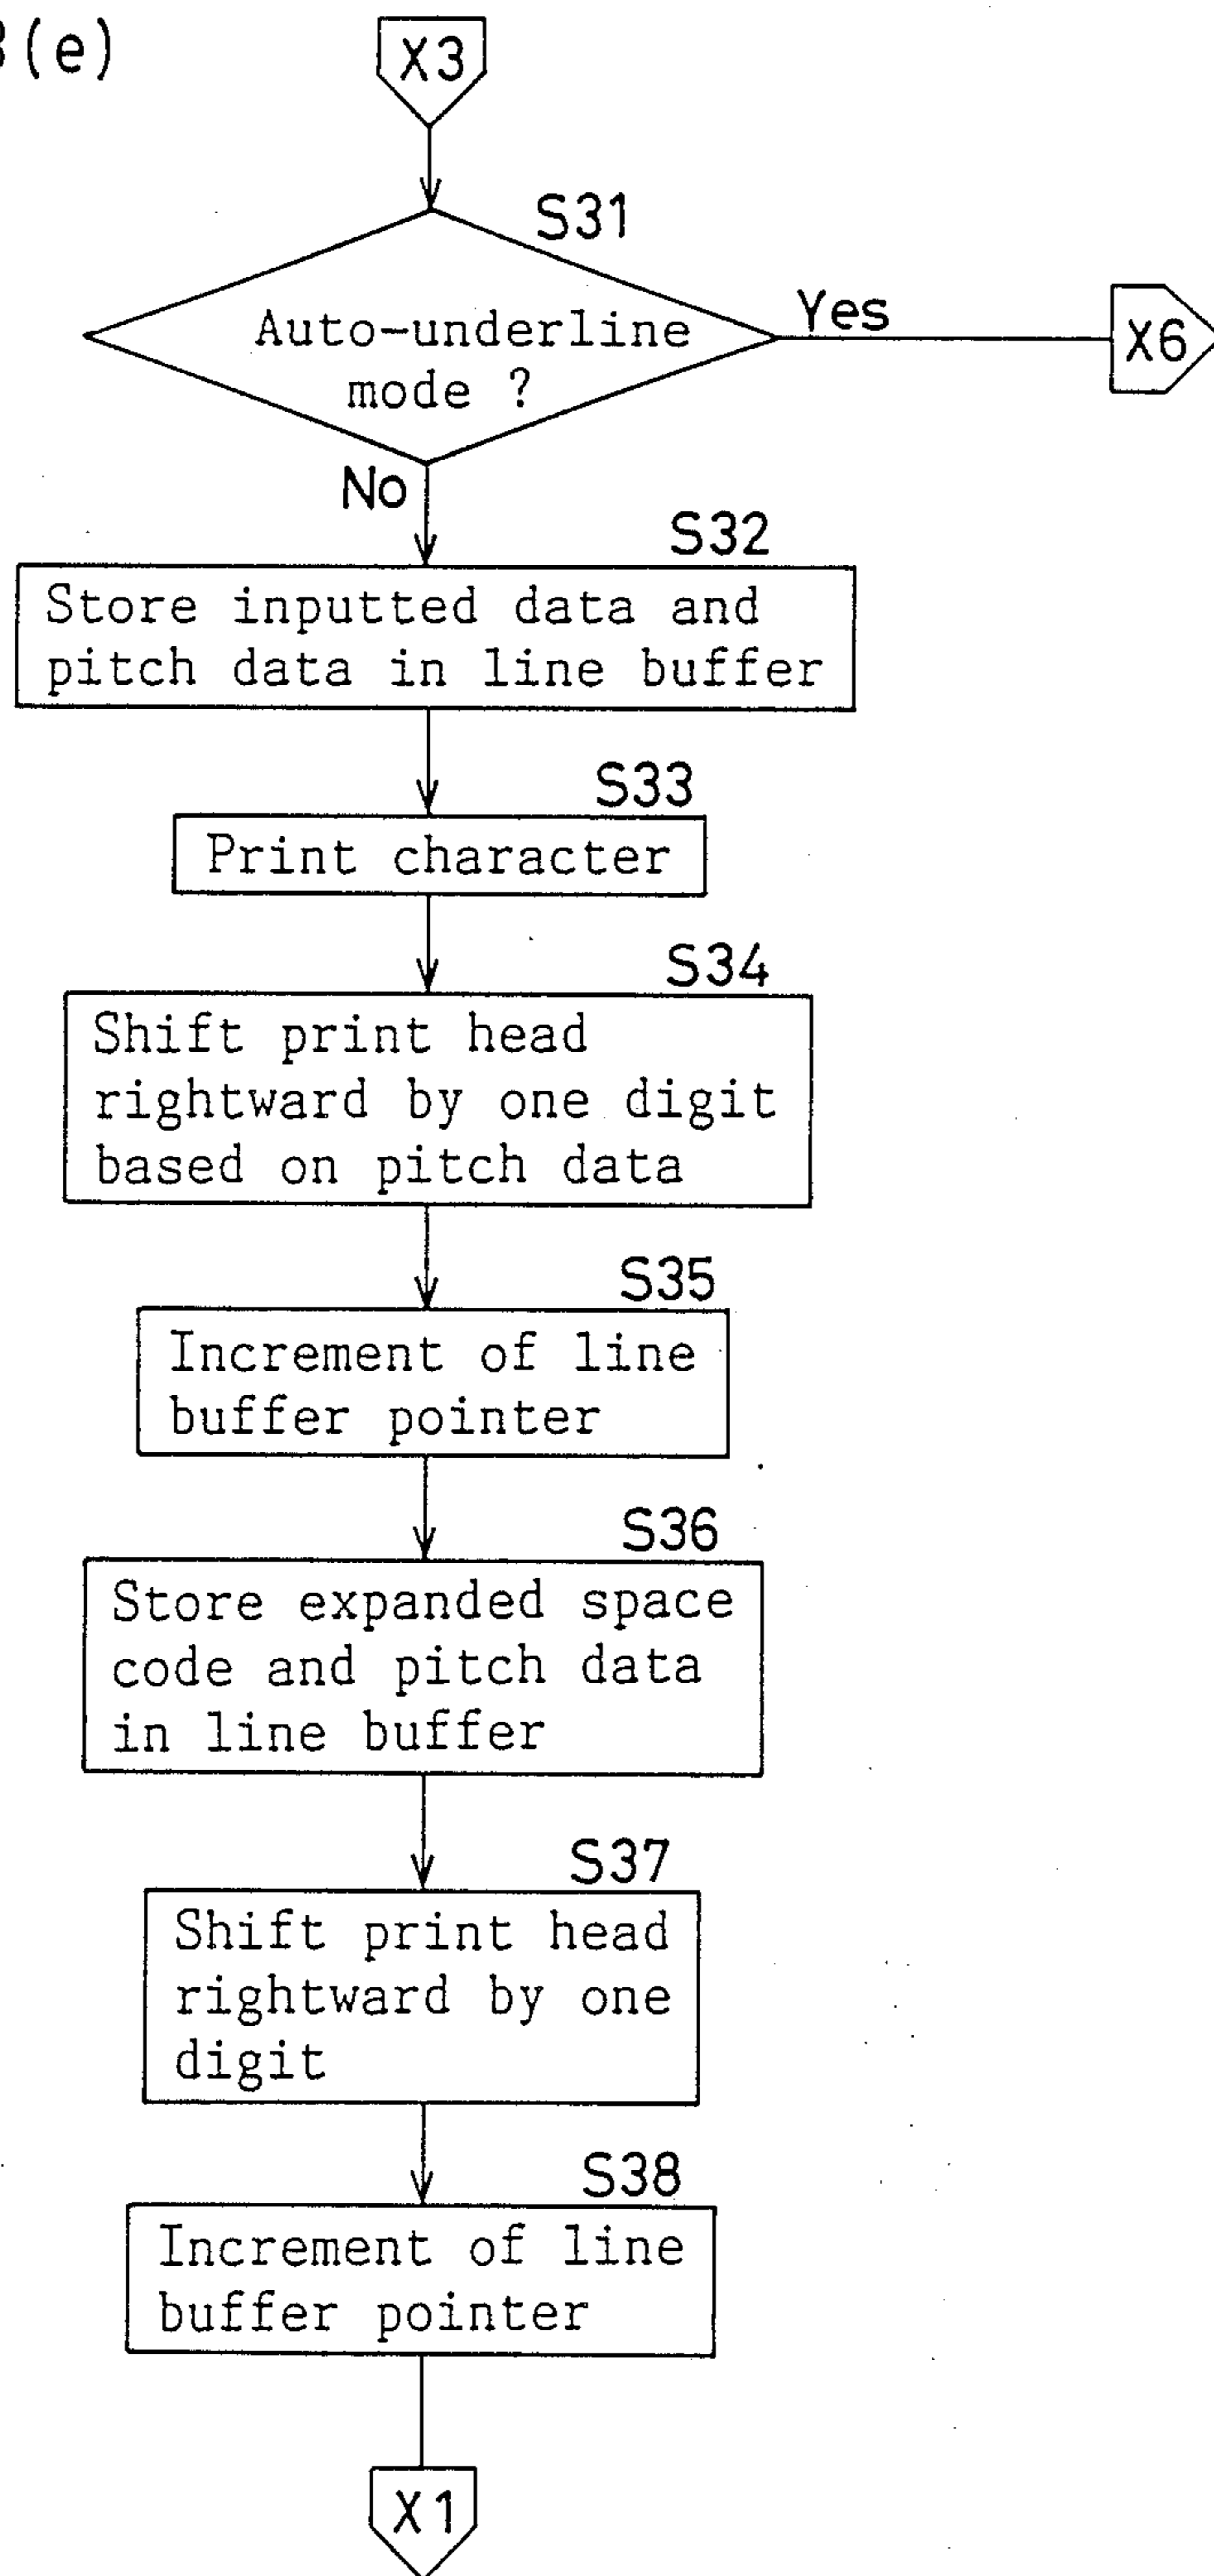 3(e)
X3
S31
Auto-underline
mode ?
Yes
X6
No
S32
Store inputted data and
pitch data in line buffer
S33
Print character
S34
Shift print head
rightward by one digit
based on pitch data
S35
Increment of line
buffer pointer
S36
Store expanded space
code and pitch data
in line buffer
S37
Shift print head
rightward by one
digit
S38
Increment of line
buffer pointer
X1